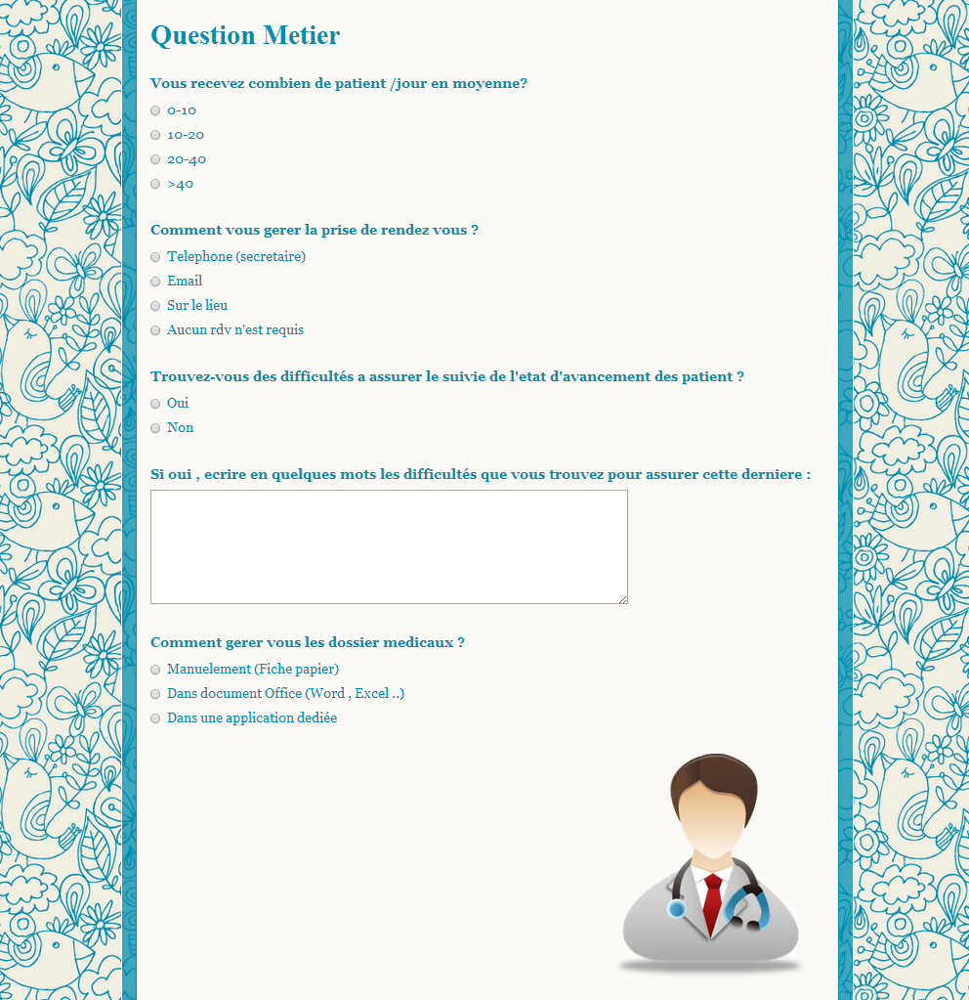 Question Metier
Vous recevez combien de patient /jour en moyenne?
0-10
10-20
20-40
>40
Comment vous gerer la prise de rendez vous ?
Telephone (secretaire)
Email
Sur le lieu
Aucun rdv n'est requis
Trouvez-vous des difficultés a assurer le suivie de l'etat d'avancement des patient ?
Oui
Non
Si oui , ecrire en quelques mots les difficultés que vous trouvez pour assurer cette derniere :
Comment gerer vous les dossier medicaux ?
Manuelement (Fiche papier)
Dans document Office (Word , Excel ..)
Dans une application dediée